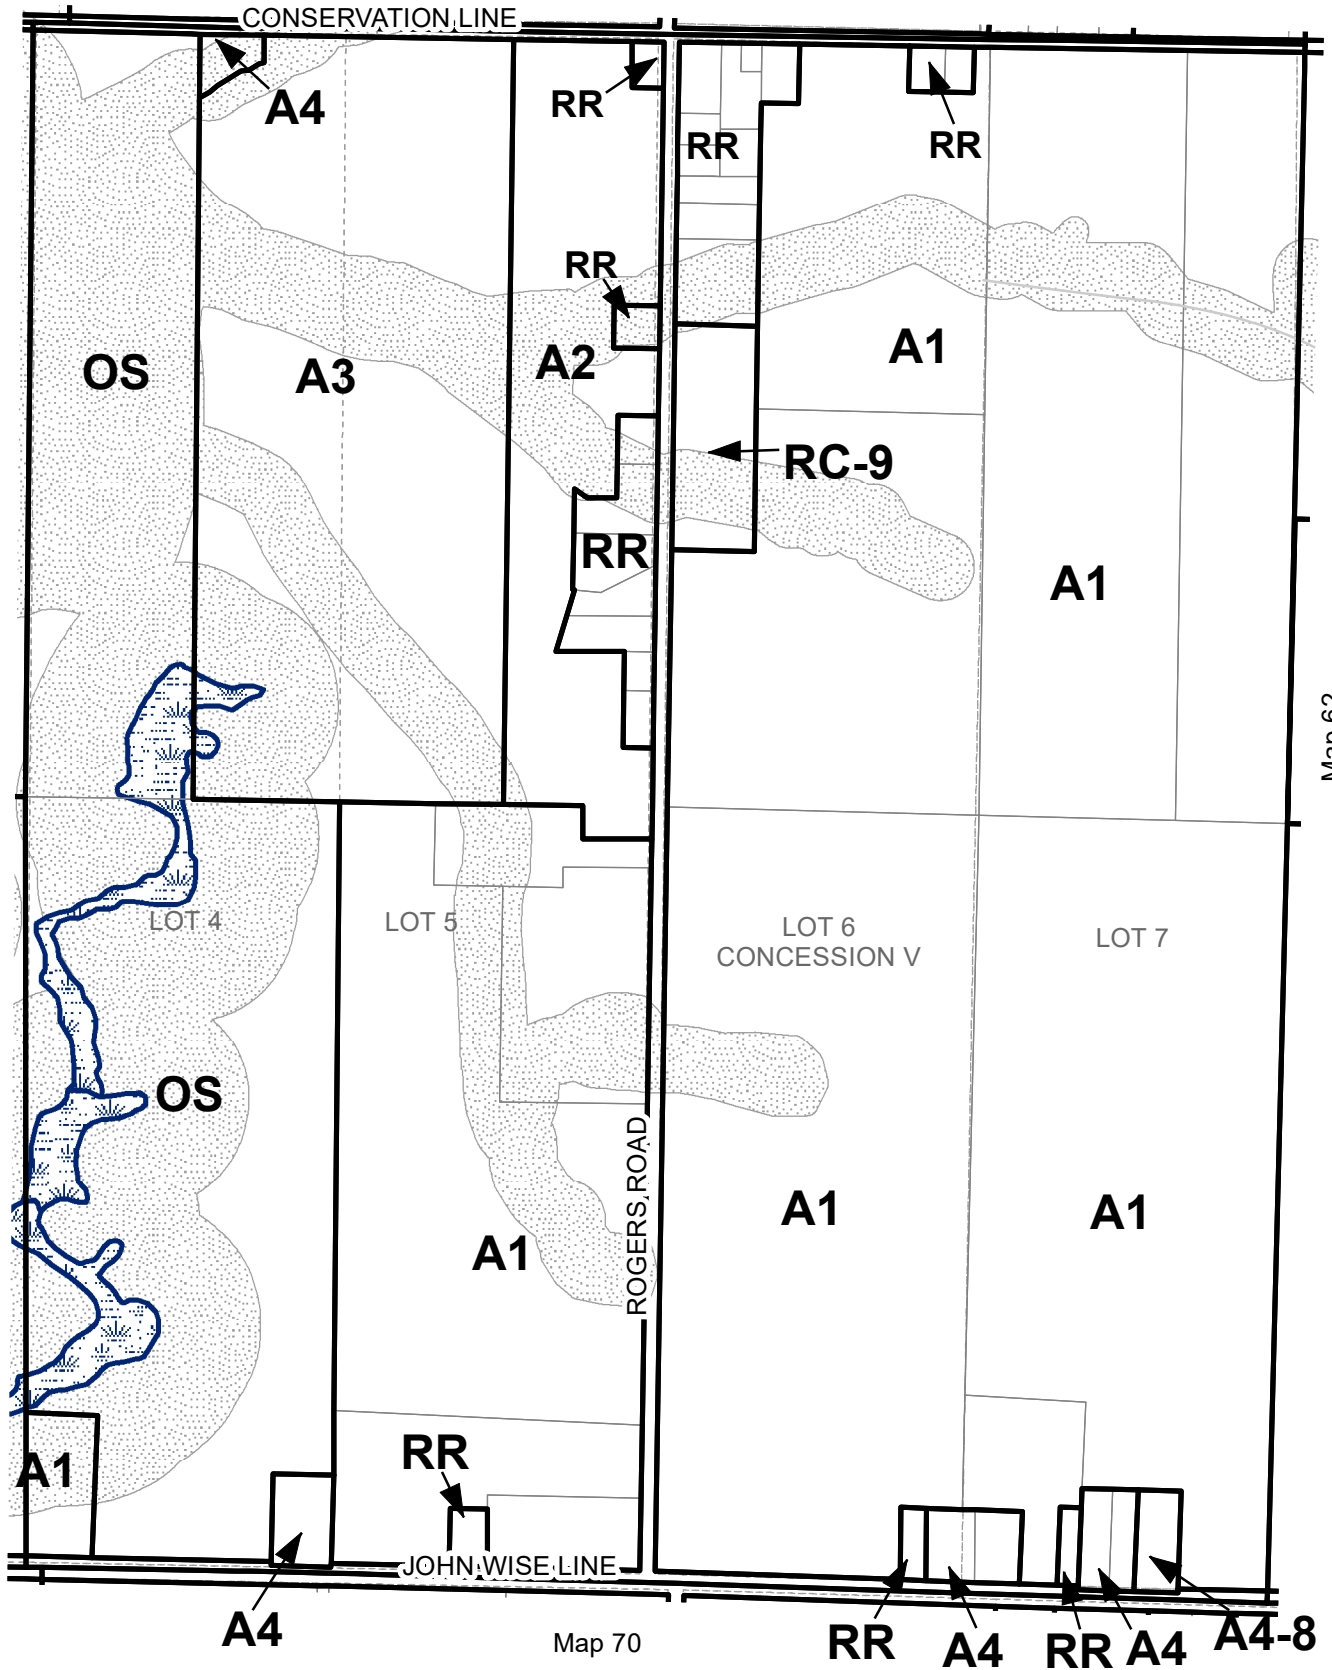 CONSERVATION LINE
A4
RR
RR
RR
RR
OS
A3
A2
A1
RC-9
RR
A1
Map 62
LOT 4
LOT 5
LOT 6
CONCESSION V
LOT 7
OS
ROGERS ROAD
A1
A1
A1
A1
RR
JOHN WISE LINE
A4
Map 70
RR
A4
RR
A4
A4-8